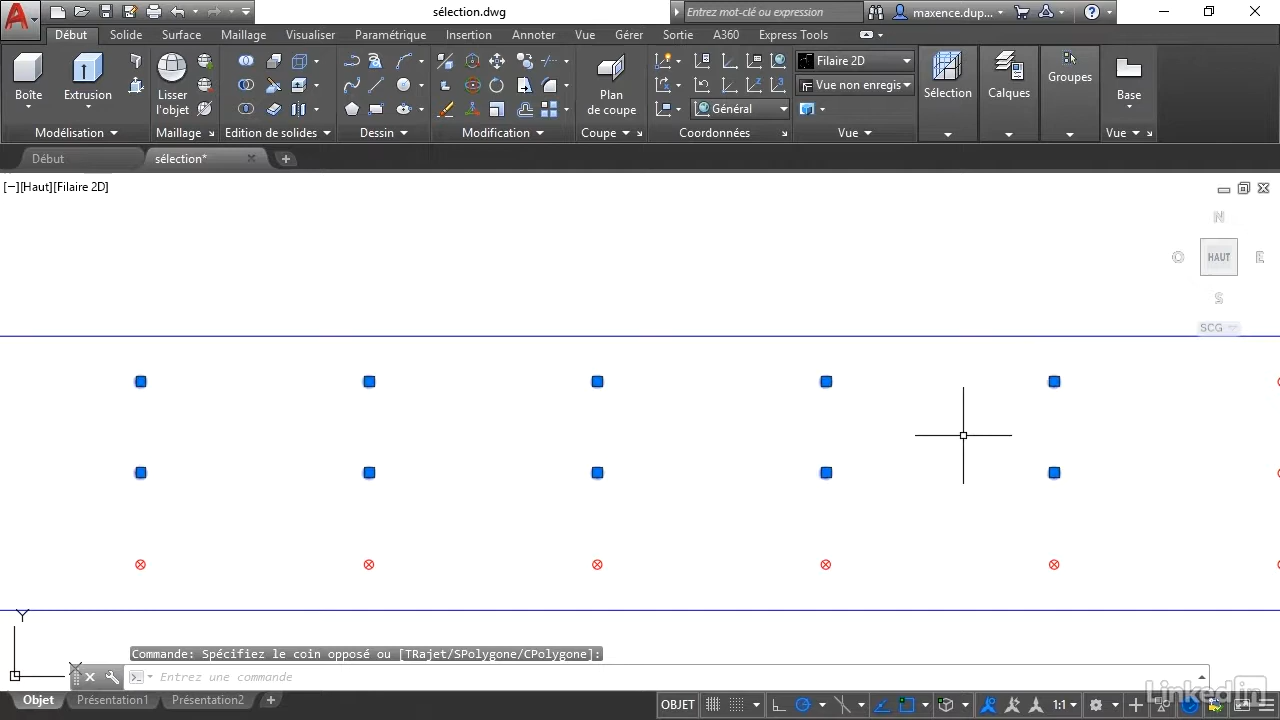 sélection.dwg
Entrez mot-clé ou expression
maxence.dup...
Début Solide Surface Maillage Visualiser Paramétrique Insertion Annoter Vue Gérer Sortie A360 Express Tools
Filaire 2D
Boîte Extrusion Lisser l'objet Plan de coupe
Vue non enregis
Général
Sélection Calques Groupes Base
Modélisation Maillage Edition de solides Dessin Modification Coupe Coordonnées Vue Vue
Début sélection*
[−][Haut][Filaire 2D]
N
O HAUT E
S
SCG
Y
X
Commande: Spécifiez le coin opposé ou [TRajet/SPolygone/CPolygone]:
Entrez une commande
Objet Présentation1 Présentation2
OBJET 1:1
Linked in